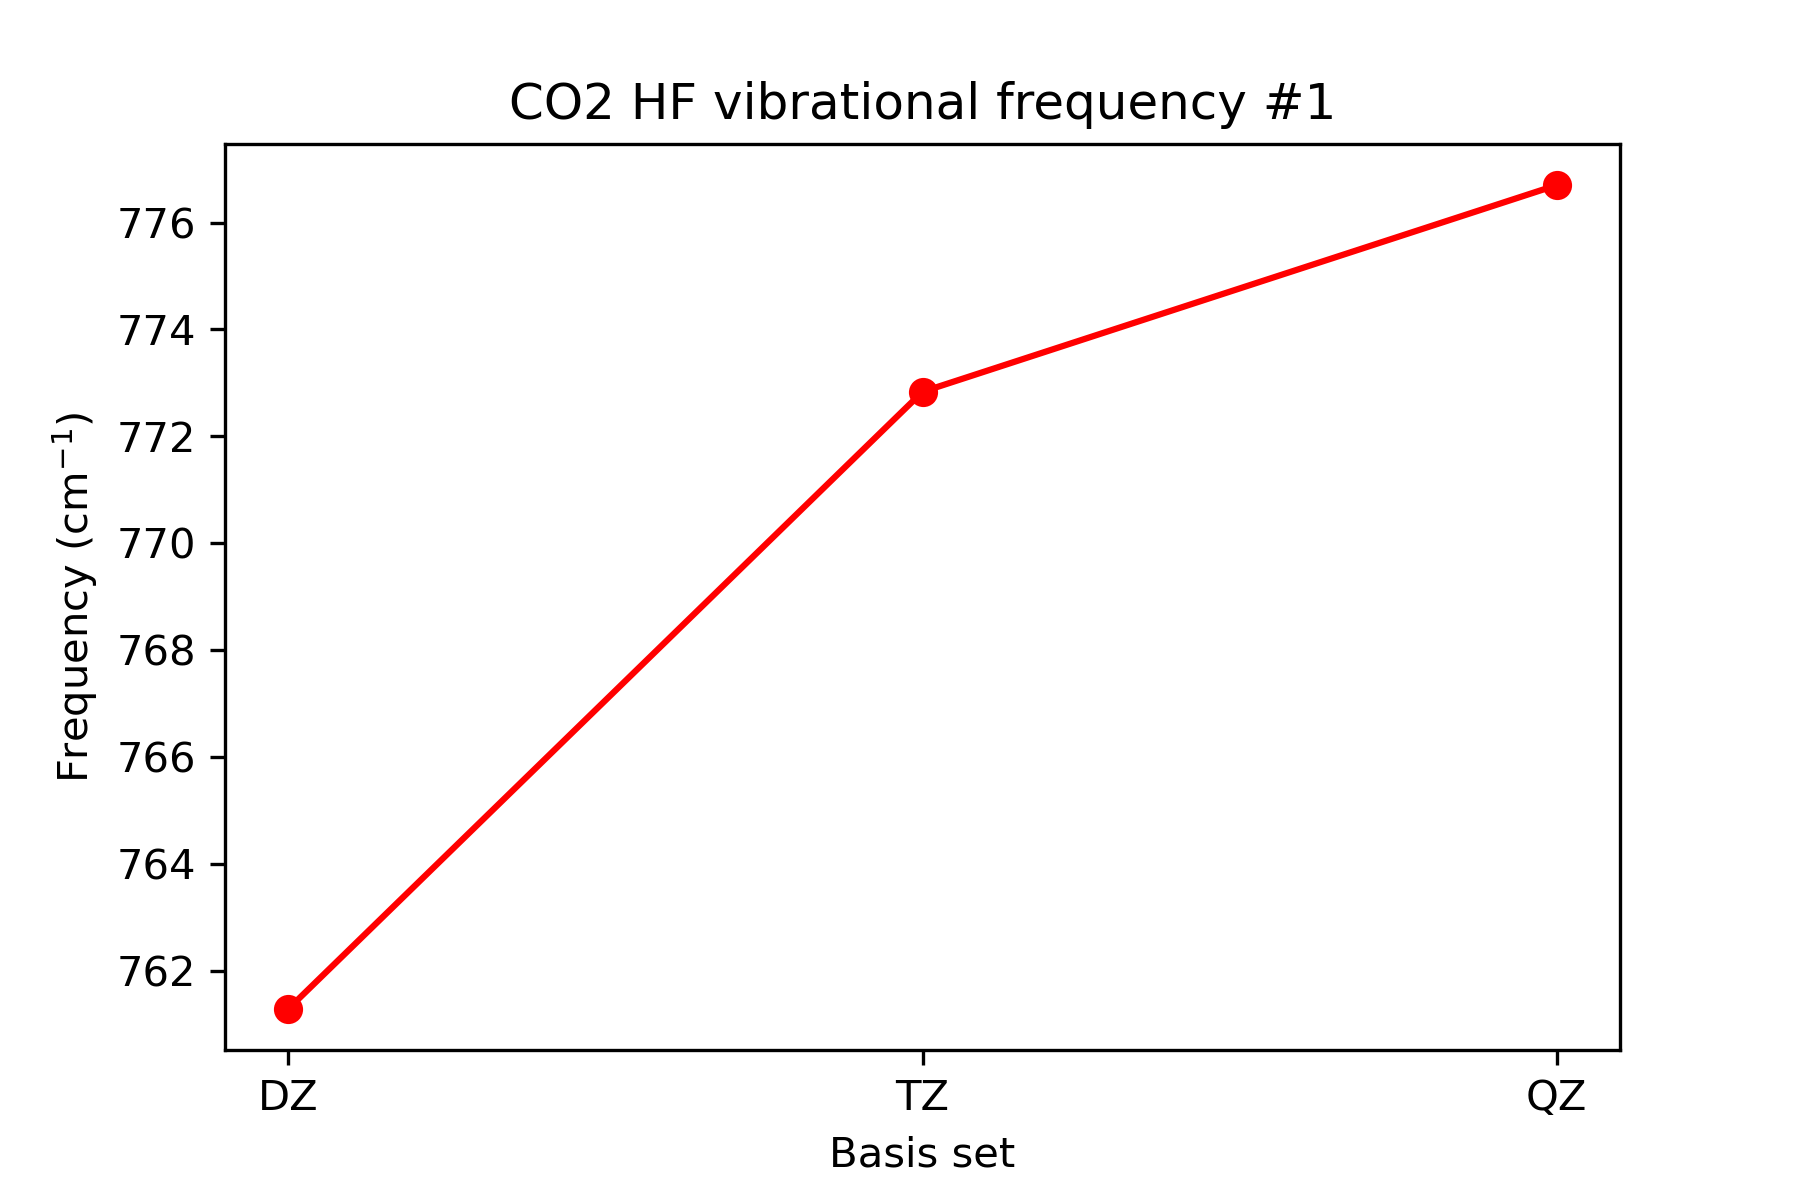 CO2 HF vibrational frequency #1
Frequency (cm⁻¹)
776
774
772
770
768
766
764
762
DZ
TZ
QZ
Basis set